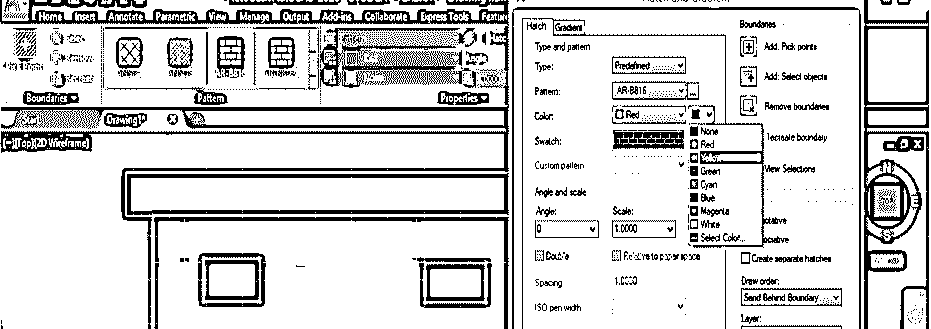 Home Insert Annotate Parametric View Manage Output Add-ins Collaborate Express Tools
AR-B816
Boundaries
Pattern
Properties
Drawing1*
[-][Top][2D Wireframe]
Hatch Gradient
Type and pattern
Type: Predefined
Pattern: AR-B816 ...
Color: Red
Swatch:
Custom pattern
None
Red
Yellow
Green
Cyan
Blue
Magenta
White
Select Color...
Angle and scale
Angle: Scale:
0 1.0000
Double Relative to paper space
Spacing 1.0000
ISO pen width
Boundaries
Add: Pick points
Add: Select objects
Remove boundaries
View Selections
Create separate hatches
Draw order:
Send Behind Boundary
Layer: